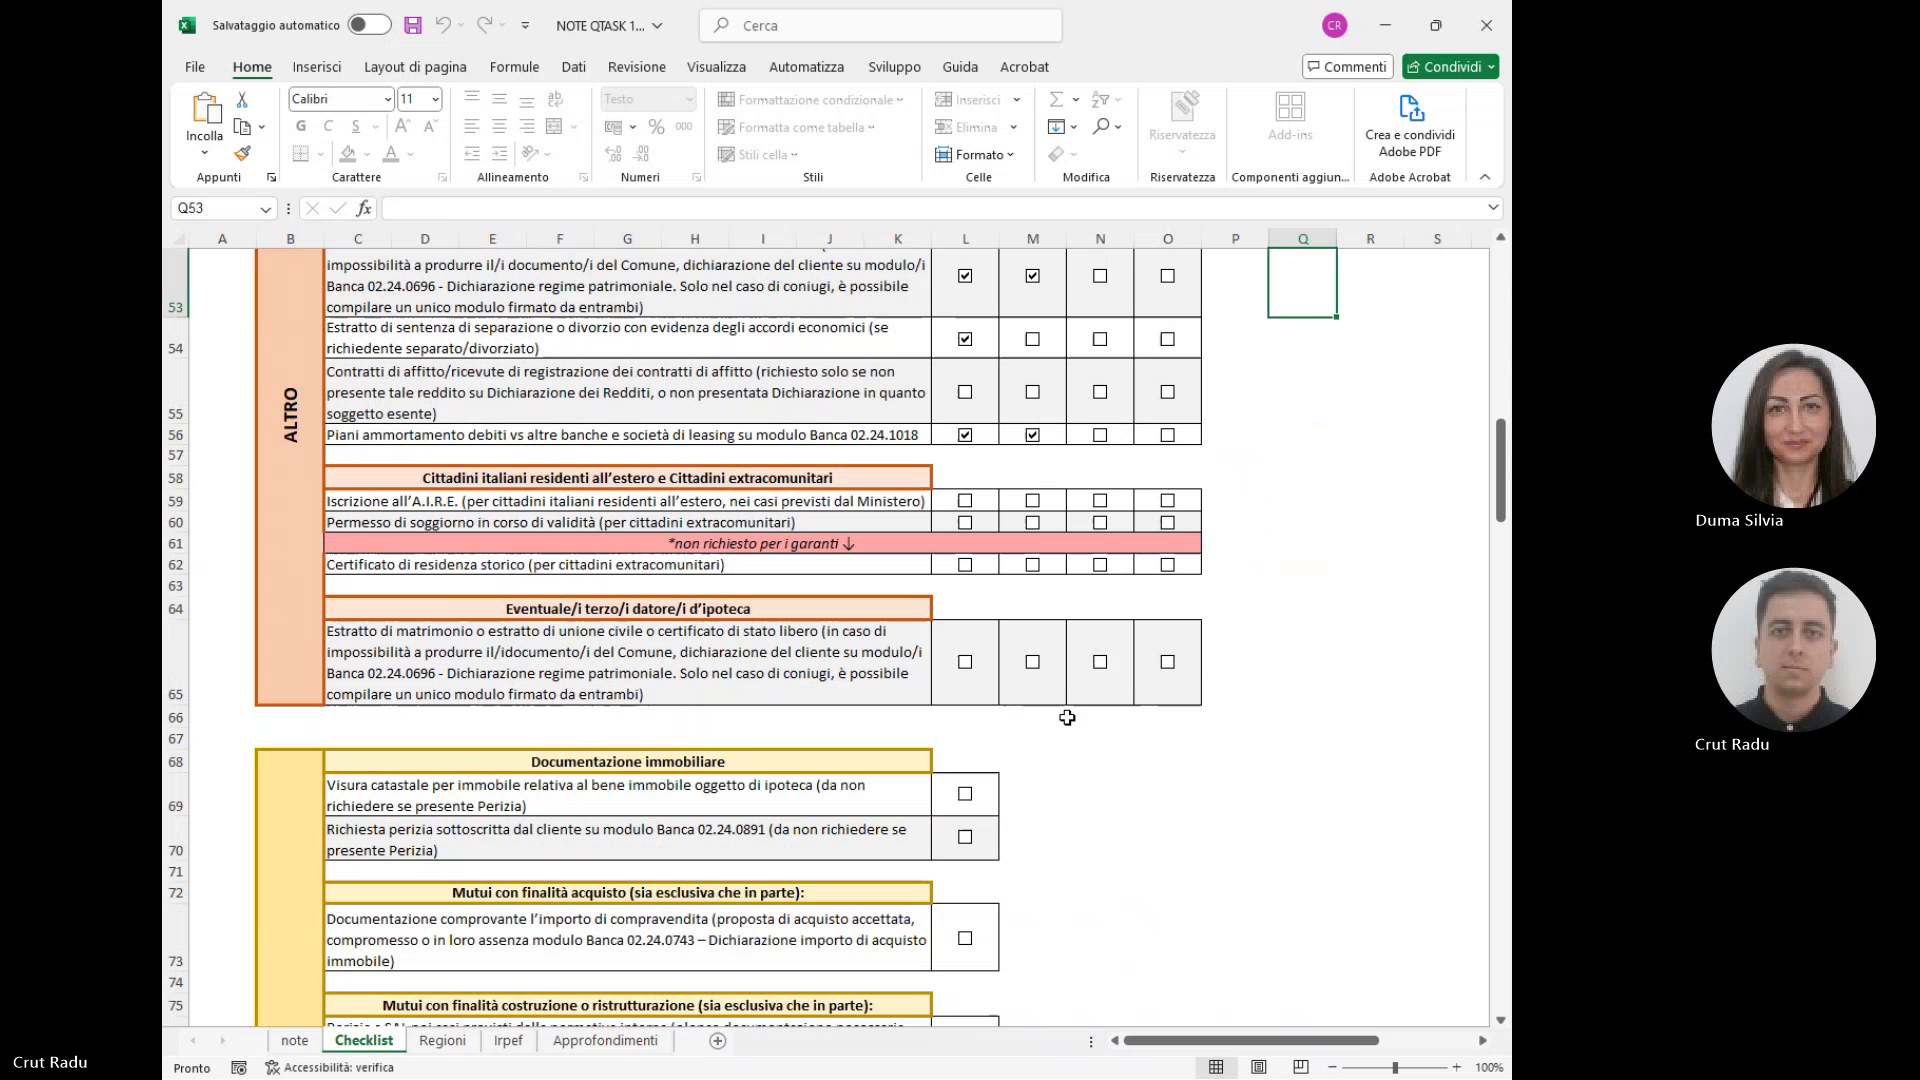 Salvataggio automatico
NOTE QTASK 1...
Cerca
CR
File Home Inserisci Layout di pagina Formule Dati Revisione Visualizza Automatizza Sviluppo Guida Acrobat
Commenti
Condividi
Incolla
Calibri
11
G C S
Testo
Formattazione condizionale
Formatta come tabella
Stili cella
Inserisci
Elimina
Formato
Riservatezza
Add-ins
Crea e condividi
Adobe PDF
Appunti
Carattere
Allineamento
Numeri
Stili
Celle
Modifica
Riservatezza
Componenti aggiun...
Adobe Acrobat
Q53
fx
A B C D E F G H I J K L M N O P Q R S
ALTRO
impossibilità a produrre il/i documento/i del Comune, dichiarazione del cliente su modulo/i
Banca 02.24.0696 - Dichiarazione regime patrimoniale. Solo nel caso di coniugi, è possibile
53 compilare un unico modulo firmato da entrambi)
Estratto di sentenza di separazione o divorzio con evidenza degli accordi economici (se
54 richiedente separato/divorziato)
Contratti di affitto/ricevute di registrazione dei contratti di affitto (richiesto solo se non
presente tale reddito su Dichiarazione dei Redditi, o non presentata Dichiarazione in quanto
55 soggetto esente)
56 Piani ammortamento debiti vs altre banche e società di leasing su modulo Banca 02.24.1018
57
58 Cittadini italiani residenti all’estero e Cittadini extracomunitari
59 Iscrizione all’A.I.R.E. (per cittadini italiani residenti all’estero, nei casi previsti dal Ministero)
60 Permesso di soggiorno in corso di validità (per cittadini extracomunitari)
61 *non richiesto per i garanti ↓
62 Certificato di residenza storico (per cittadini extracomunitari)
63
64 Eventuale/i terzo/i datore/i d’ipoteca
Estratto di matrimonio o estratto di unione civile o certificato di stato libero (in caso di
impossibilità a produrre il/idocumento/i del Comune, dichiarazione del cliente su modulo/i
Banca 02.24.0696 - Dichiarazione regime patrimoniale. Solo nel caso di coniugi, è possibile
65 compilare un unico modulo firmato da entrambi)
66
67
68 Documentazione immobiliare
Visura catastale per immobile relativa al bene immobile oggetto di ipoteca (da non
69 richiedere se presente Perizia)
Richiesta perizia sottoscritta dal cliente su modulo Banca 02.24.0891 (da non richiedere se
70 presente Perizia)
71
72 Mutui con finalità acquisto (sia esclusiva che in parte):
Documentazione comprovante l’importo di compravendita (proposta di acquisto accettata,
compromesso o in loro assenza modulo Banca 02.24.0743 – Dichiarazione importo di acquisto
73 immobile)
74
75 Mutui con finalità costruzione o ristrutturazione (sia esclusiva che in parte):
note Checklist Regioni Irpef Approfondimenti
Pronto
Accessibilità: verifica
100%
Duma Silvia
Crut Radu
Crut Radu